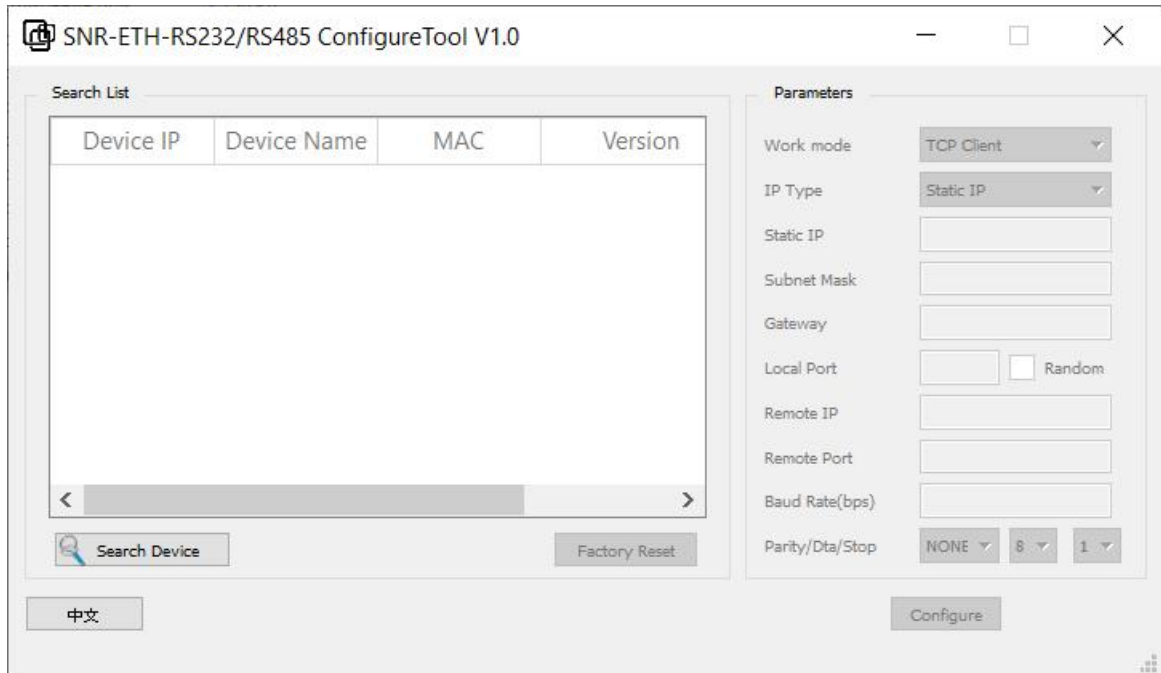 SNR-ETH-RS232/RS485 ConfigureTool V1.0
Search List
Device IP Device Name MAC Version
Search Device Factory Reset
中文
Parameters
Work mode TCP Client
IP Type Static IP
Static IP
Subnet Mask
Gateway
Local Port Random
Remote IP
Remote Port
Baud Rate(bps)
Parity/Dta/Stop NONE 8 1
Configure